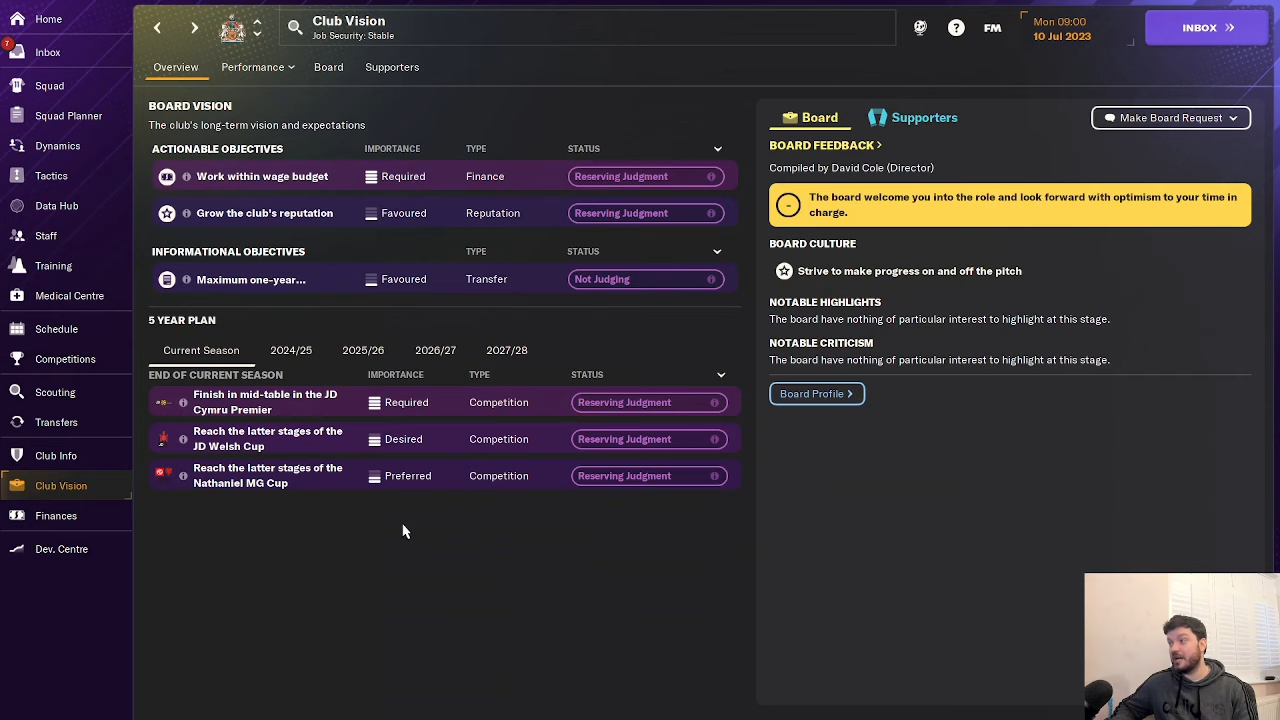 Home
7
Inbox
Squad
Squad Planner
Dynamics
Tactics
Data Hub
Staff
Training
Medical Centre
Schedule
Competitions
Scouting
Transfers
Club Info
Club Vision
Finances
Dev. Centre
Club Vision
Job Security: Stable
FM
Mon 09:00
10 Jul 2023
INBOX
Overview
Performance
Board
Supporters
BOARD VISION
The club's long-term vision and expectations
ACTIONABLE OBJECTIVES IMPORTANCE TYPE STATUS
Work within wage budget Required Finance Reserving Judgment
Grow the club's reputation Favoured Reputation Reserving Judgment
INFORMATIONAL OBJECTIVES TYPE STATUS
Maximum one-year... Favoured Transfer Not Judging
5 YEAR PLAN
Current Season 2024/25 2025/26 2026/27 2027/28
END OF CURRENT SEASON IMPORTANCE TYPE STATUS
Finish in mid-table in the JD
Cymru Premier Required Competition Reserving Judgment
Reach the latter stages of the
JD Welsh Cup Desired Competition Reserving Judgment
Reach the latter stages of the
Nathaniel MG Cup Preferred Competition Reserving Judgment
Board
Supporters
Make Board Request
BOARD FEEDBACK
Compiled by David Cole (Director)
The board welcome you into the role and look forward with optimism to your time in
charge.
BOARD CULTURE
Strive to make progress on and off the pitch
NOTABLE HIGHLIGHTS
The board have nothing of particular interest to highlight at this stage.
NOTABLE CRITICISM
The board have nothing of particular interest to highlight at this stage.
Board Profile